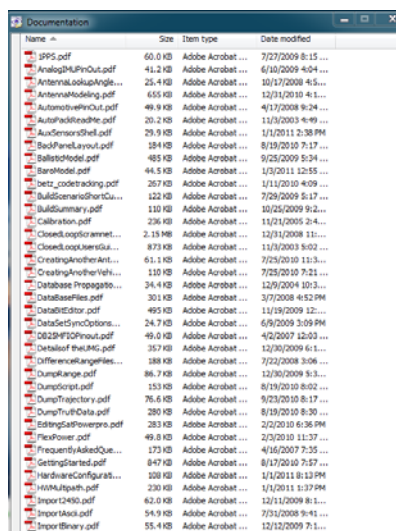 Documentation
Name Size Item type Date modified
1PPS.pdf 60.0 KB Adobe Acrobat ... 7/27/2009 8:15 ...
AnalogIMUPinOut.pdf 41.2 KB Adobe Acrobat ... 6/10/2009 4:04 ...
AntennaLookupAngle... 25.4 KB Adobe Acrobat ... 10/17/2008 4:5...
AntennaModeling.pdf 655 KB Adobe Acrobat ... 12/31/2010 4:1...
AutomotivePinOut.pdf 49.9 KB Adobe Acrobat ... 4/17/2008 9:24 ...
AutoPackReadMe.pdf 20.2 KB Adobe Acrobat ... 11/3/2003 4:49 ...
AuxSensorsShell.pdf 29.9 KB Adobe Acrobat ... 1/1/2011 2:38 PM
BackPanelLayout.pdf 184 KB Adobe Acrobat ... 8/19/2010 7:17 ...
BallisticModel.pdf 485 KB Adobe Acrobat ... 9/25/2009 5:34 ...
BaroModel.pdf 44.5 KB Adobe Acrobat ... 1/3/2011 12:55 ...
betz_codetracking.pdf 267 KB Adobe Acrobat ... 1/11/2010 4:09 ...
BuildScenarioShortCu... 122 KB Adobe Acrobat ... 7/29/2009 5:17 ...
BuildSummary.pdf 110 KB Adobe Acrobat ... 10/25/2009 9:2...
Calibration.pdf 236 KB Adobe Acrobat ... 11/21/2005 2:4...
ClosedLoopScramnet... 2.15 MB Adobe Acrobat ... 12/31/2008 11:...
ClosedLoopUsersGui... 873 KB Adobe Acrobat ... 11/3/2003 5:02 ...
CreatingAnotherAnt... 61.1 KB Adobe Acrobat ... 7/25/2010 11:3...
CreatingAnotherVehi... 110 KB Adobe Acrobat ... 7/25/2010 7:21 ...
Database Propagatio... 34.4 KB Adobe Acrobat ... 12/9/2004 10:3...
DataBaseFiles.pdf 301 KB Adobe Acrobat ... 3/7/2008 4:52 PM
DataBitEditor.pdf 495 KB Adobe Acrobat ... 11/19/2009 12:...
DataSetSyncOptions... 24.7 KB Adobe Acrobat ... 6/9/2009 3:09 PM
DB25MFIOPinout.pdf 49.0 KB Adobe Acrobat ... 4/2/2007 12:03 ...
Detailsof theUMG.pdf 357 KB Adobe Acrobat ... 12/30/2009 6:1...
DifferenceRangeFiles... 188 KB Adobe Acrobat ... 7/22/2008 3:06 ...
DumpRange.pdf 86.7 KB Adobe Acrobat ... 12/30/2009 5:3...
DumpScript.pdf 153 KB Adobe Acrobat ... 8/19/2010 8:02 ...
DumpTrajectory.pdf 76.6 KB Adobe Acrobat ... 9/23/2010 8:17 ...
DumpTruthData.pdf 280 KB Adobe Acrobat ... 8/19/2010 8:30 ...
EditingSatPowerpro.pdf 283 KB Adobe Acrobat ... 2/2/2010 6:36 PM
FlexPower.pdf 49.8 KB Adobe Acrobat ... 2/3/2010 11:37 ...
FrequentlyAskedQue... 173 KB Adobe Acrobat ... 4/16/2007 7:35 ...
GettingStarted.pdf 847 KB Adobe Acrobat ... 8/17/2010 7:57 ...
HardwareConfigurati... 108 KB Adobe Acrobat ... 1/1/2011 8:13 PM
HWMultipath.pdf 230 KB Adobe Acrobat ... 1/1/2011 1:37 PM
Import2450.pdf 62.0 KB Adobe Acrobat ... 12/11/2009 8:1...
ImportAscii.pdf 54.9 KB Adobe Acrobat ... 7/31/2008 9:41 ...
ImportBinary.pdf 55.4 KB Adobe Acrobat ... 12/12/2009 7:1...